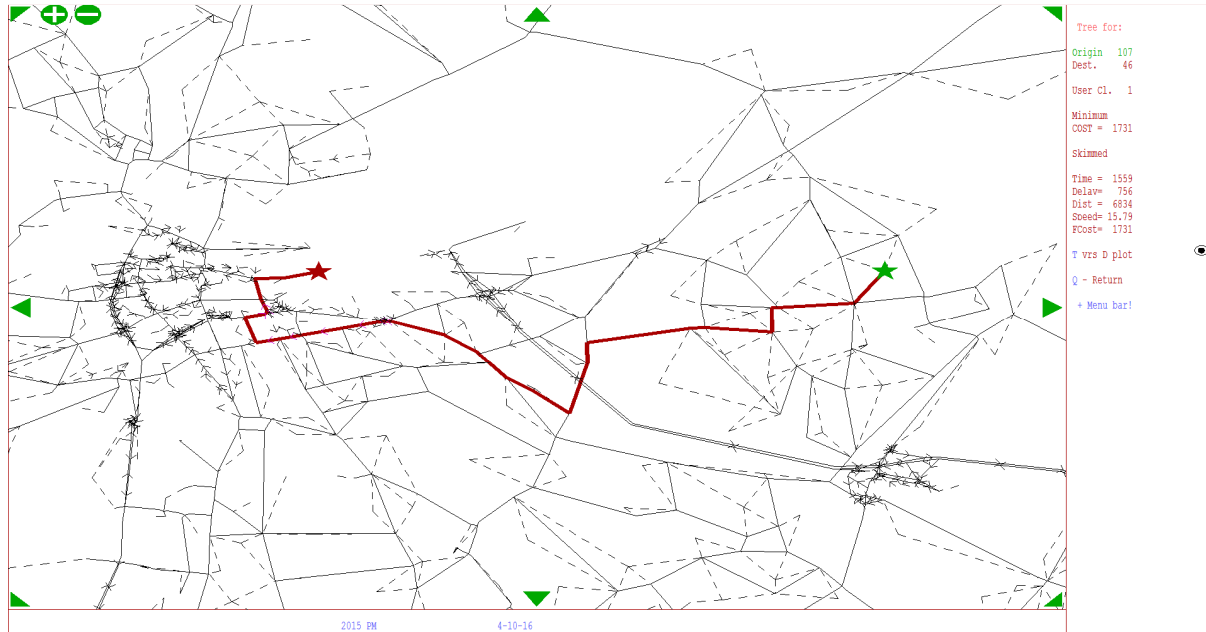 Tree for:
Origin 107
Dest. 46
User Cl. 1
Minimum
COST = 1731
Skimmed
Time = 1559
Delav= 756
Dist = 6834
Speed= 15.79
FCost= 1731
T vrs D plot
Q - Return
+ Menu bar!
2015 PM 4-10-16